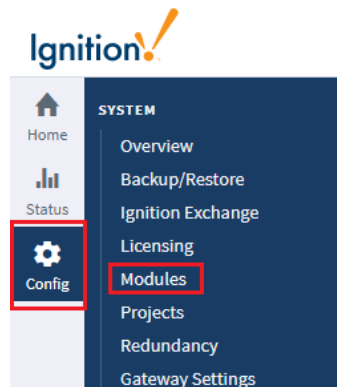 Ignition!
Home
Status
Config
SYSTEM
Overview
Backup/Restore
Ignition Exchange
Licensing
Modules
Projects
Redundancy
Gateway Settings